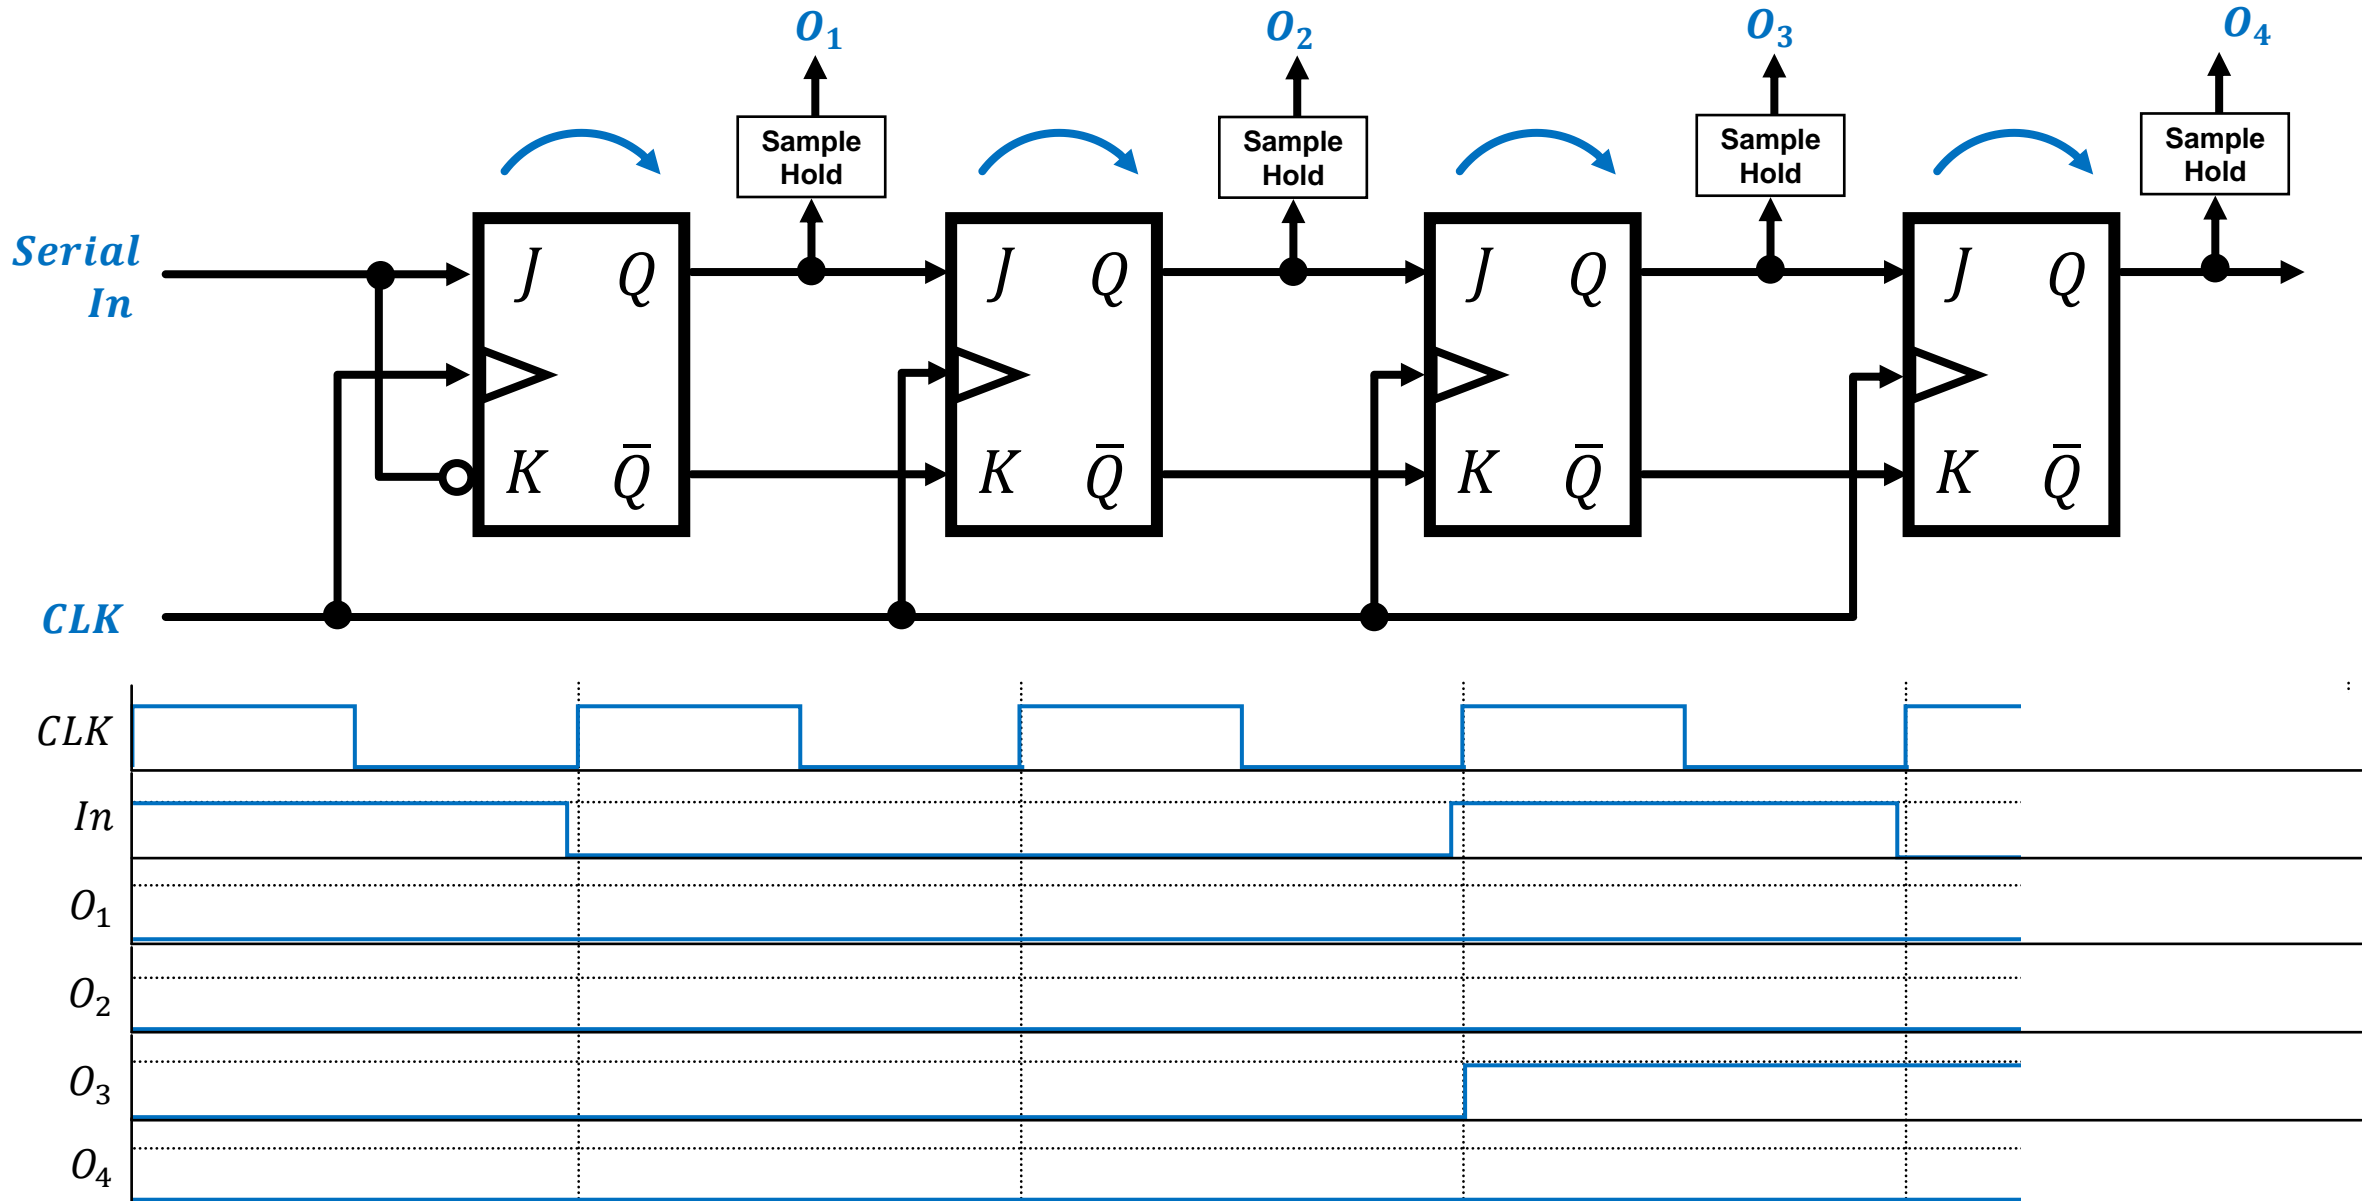 O₁ O₂ O₃ O₄
Sample Hold
Sample Hold
Sample Hold
Sample Hold
Serial In
J Q
K Q̅
J Q
K Q̅
J Q
K Q̅
J Q
K Q̅
CLK
CLK
In
O₁
O₂
O₃
O₄